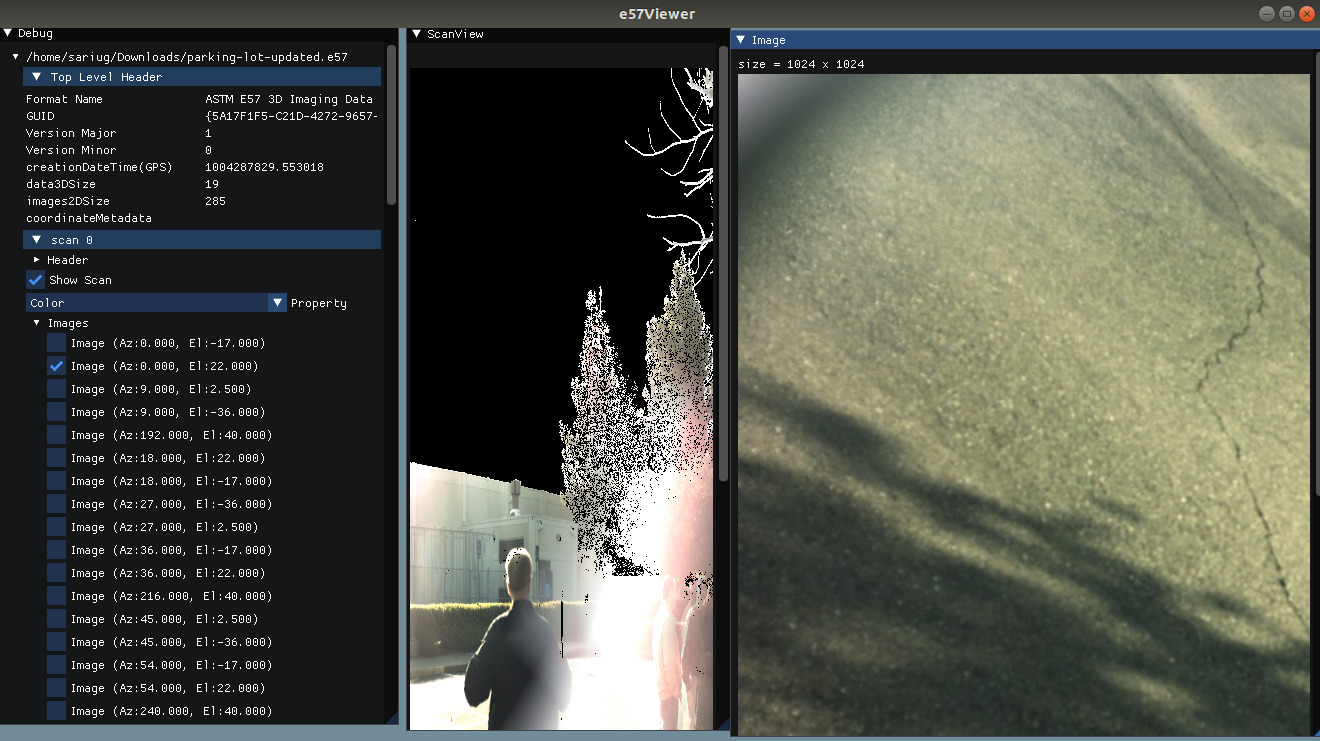 e57Viewer
Debug
/home/sariug/Downloads/parking-lot-updated.e57
Top Level Header
Format Name ASTM E57 3D Imaging Data
GUID {5A17F1F5-C21D-4272-9657-
Version Major 1
Version Minor 0
creationDateTime(GPS) 1004287829.553018
data3DSize 19
images2DSize 285
coordinateMetadata
scan 0
Header
Show Scan
Color Property
Images
Image (Az:0.000, El:-17.000)
Image (Az:0.000, El:22.000)
Image (Az:9.000, El:2.500)
Image (Az:9.000, El:-36.000)
Image (Az:192.000, El:40.000)
Image (Az:18.000, El:22.000)
Image (Az:18.000, El:-17.000)
Image (Az:27.000, El:-36.000)
Image (Az:27.000, El:2.500)
Image (Az:36.000, El:-17.000)
Image (Az:36.000, El:22.000)
Image (Az:216.000, El:40.000)
Image (Az:45.000, El:2.500)
Image (Az:45.000, El:-36.000)
Image (Az:54.000, El:-17.000)
Image (Az:54.000, El:22.000)
Image (Az:240.000, El:40.000)
ScanView
Image
size = 1024 x 1024